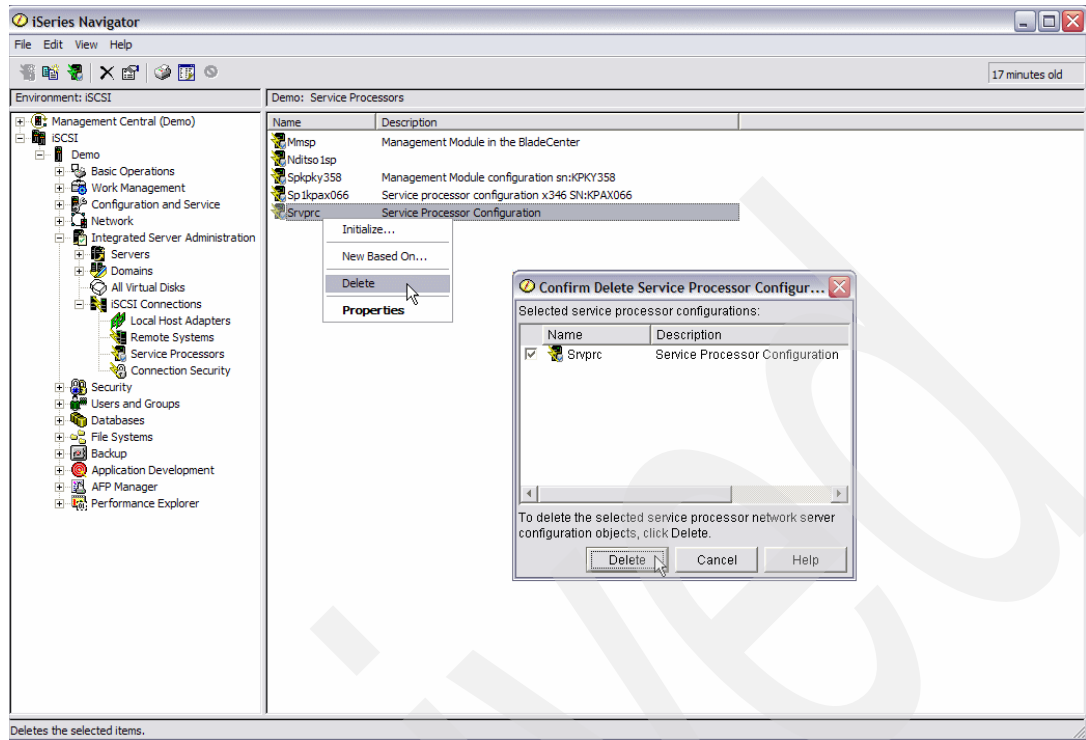 iSeries Navigator
File Edit View Help
17 minutes old
Environment: iSCSI
Demo: Service Processors
Management Central (Demo)
iSCSI
Demo
Basic Operations
Work Management
Configuration and Service
Network
Integrated Server Administration
Servers
Domains
All Virtual Disks
iSCSI Connections
Local Host Adapters
Remote Systems
Service Processors
Connection Security
Security
Users and Groups
Databases
File Systems
Backup
Application Development
AFP Manager
Performance Explorer
Name Description
Mmsp Management Module in the BladeCenter
Nditso1sp
Spkpky358 Management Module configuration sn:KPKY358
Sp1kpax066 Service processor configuration x346 SN:KPAX066
Srvprc Service Processor Configuration
Initialize...
New Based On...
Delete
Properties
Confirm Delete Service Processor Configur...
Selected service processor configurations:
Name Description
Srvprc Service Processor Configuration
To delete the selected service processor network server
configuration objects, click Delete.
Delete Cancel Help
Deletes the selected items.